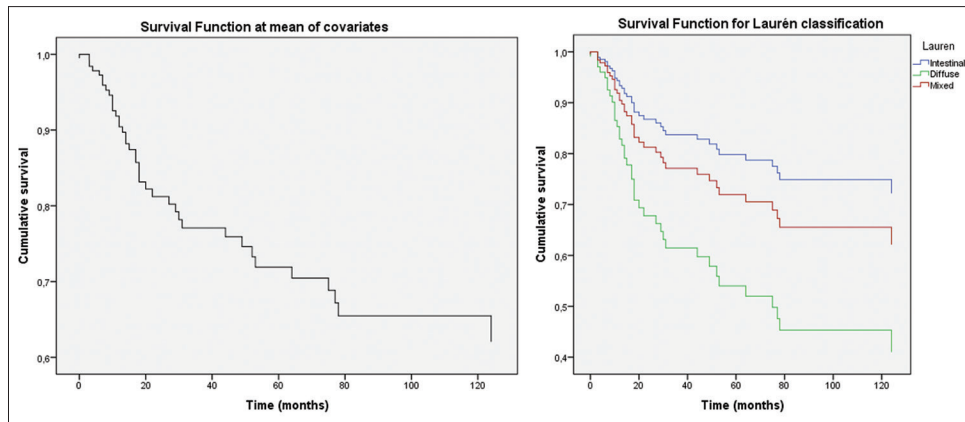 Survival Function at mean of covariates
1,0
0,9
0,8
0,7
0,6
Cumulative survival
0 20 40 60 80 100 120
Time (months)
Survival Function for Laurén classification
Lauren
Intestinal
Diffuse
Mixed
1,0
0,9
0,8
0,7
0,6
0,5
0,4
Cumulative survival
0 20 40 60 80 100 120
Time (months)